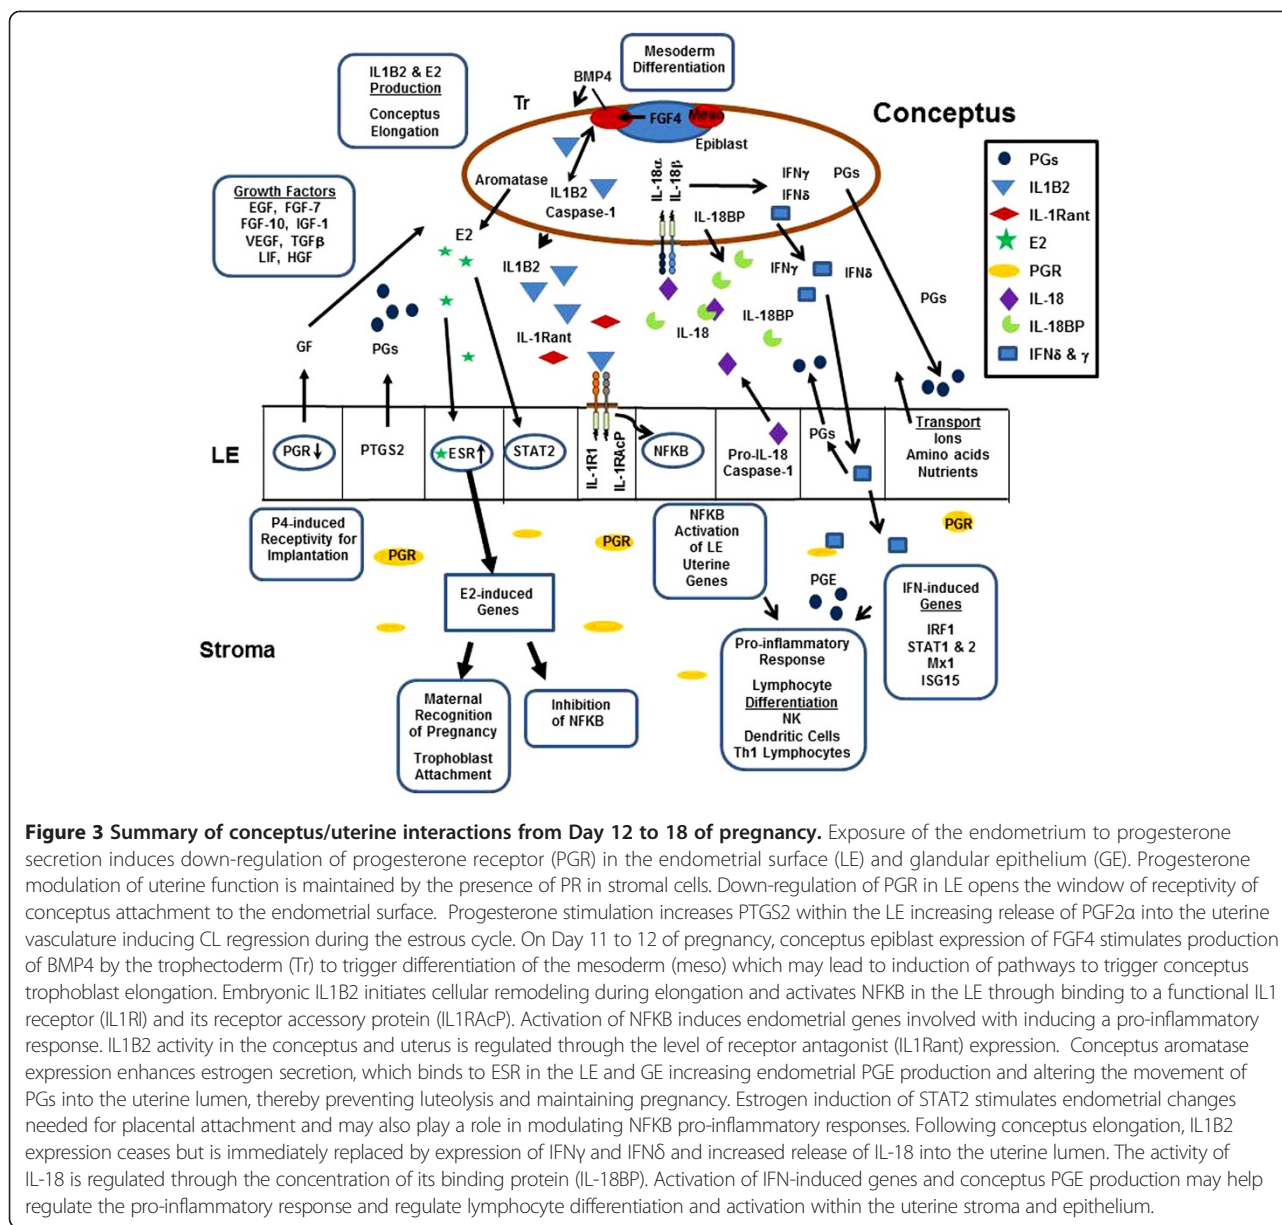 Mesoderm
Differentiation
IL1B2 & E2
Production
Conceptus
Elongation
BMP4
Tr
Conceptus
FGF4
Meso
Epiblast
Growth Factors
EGF, FGF-7
FGF-10, IGF-1
VEGF, TGFβ
LIF, HGF
Aromatase
IL1B2
Caspase-1
IL-18α
IL-18β
IFNγ
IFNδ
PGs
IL-18BP
E2
IL1B2
IFNγ
IFNδ
PGs
IL-1Rant
IL-18
IL-18BP
GF
PGs
PGs
IL1B2
IL-1Rant
E2
PGR
IL-18
IL-18BP
IFNδ & γ
LE
PGR
PTGS2
ESR
STAT2
IL-1R1
IL-1RAcP
NFKB
Pro-IL-18
Caspase-1
PGs
Transport
Ions
Amino acids
Nutrients
P4-induced
Receptivity for
Implantation
PGR
PGR
PGR
NFKB
Activation
of LE
Uterine
Genes
PGE
IFN-induced
Genes
IRF1
STAT1 & 2
Mx1
ISG15
E2-induced
Genes
Stroma
Maternal
Recognition
of Pregnancy
Trophoblast
Attachment
Inhibition
of NFKB
Pro-inflammatory
Response
Lymphocyte
Differentiation
NK
Dendritic Cells
Th1 Lymphocytes
Figure 3 Summary of conceptus/uterine interactions from Day 12 to 18 of pregnancy. Exposure of the endometrium to progesterone
secretion induces down-regulation of progesterone receptor (PGR) in the endometrial surface (LE) and glandular epithelium (GE). Progesterone
modulation of uterine function is maintained by the presence of PR in stromal cells. Down-regulation of PGR in LE opens the window of receptivity of
conceptus attachment to the endometrial surface. Progesterone stimulation increases PTGS2 within the LE increasing release of PGF2α into the uterine
vasculature inducing CL regression during the estrous cycle. On Day 11 to 12 of pregnancy, conceptus epiblast expression of FGF4 stimulates production
of BMP4 by the trophectoderm (Tr) to trigger differentiation of the mesoderm (meso) which may lead to induction of pathways to trigger conceptus
trophoblast elongation. Embryonic IL1B2 initiates cellular remodeling during elongation and activates NFKB in the LE through binding to a functional IL1
receptor (IL1RI) and its receptor accessory protein (IL1RAcP). Activation of NFKB induces endometrial genes involved with inducing a pro-inflammatory
response. IL1B2 activity in the conceptus and uterus is regulated through the level of receptor antagonist (IL1Rant) expression. Conceptus aromatase
expression enhances estrogen secretion, which binds to ESR in the LE and GE increasing endometrial PGE production and altering the movement of
PGs into the uterine lumen, thereby preventing luteolysis and maintaining pregnancy. Estrogen induction of STAT2 stimulates endometrial changes
needed for placental attachment and may also play a role in modulating NFKB pro-inflammatory responses. Following conceptus elongation, IL1B2
expression ceases but is immediately replaced by expression of IFNγ and IFNδ and increased release of IL-18 into the uterine lumen. The activity of
IL-18 is regulated through the concentration of its binding protein (IL-18BP). Activation of IFN-induced genes and conceptus PGE production may help
regulate the pro-inflammatory response and regulate lymphocyte differentiation and activation within the uterine stroma and epithelium.